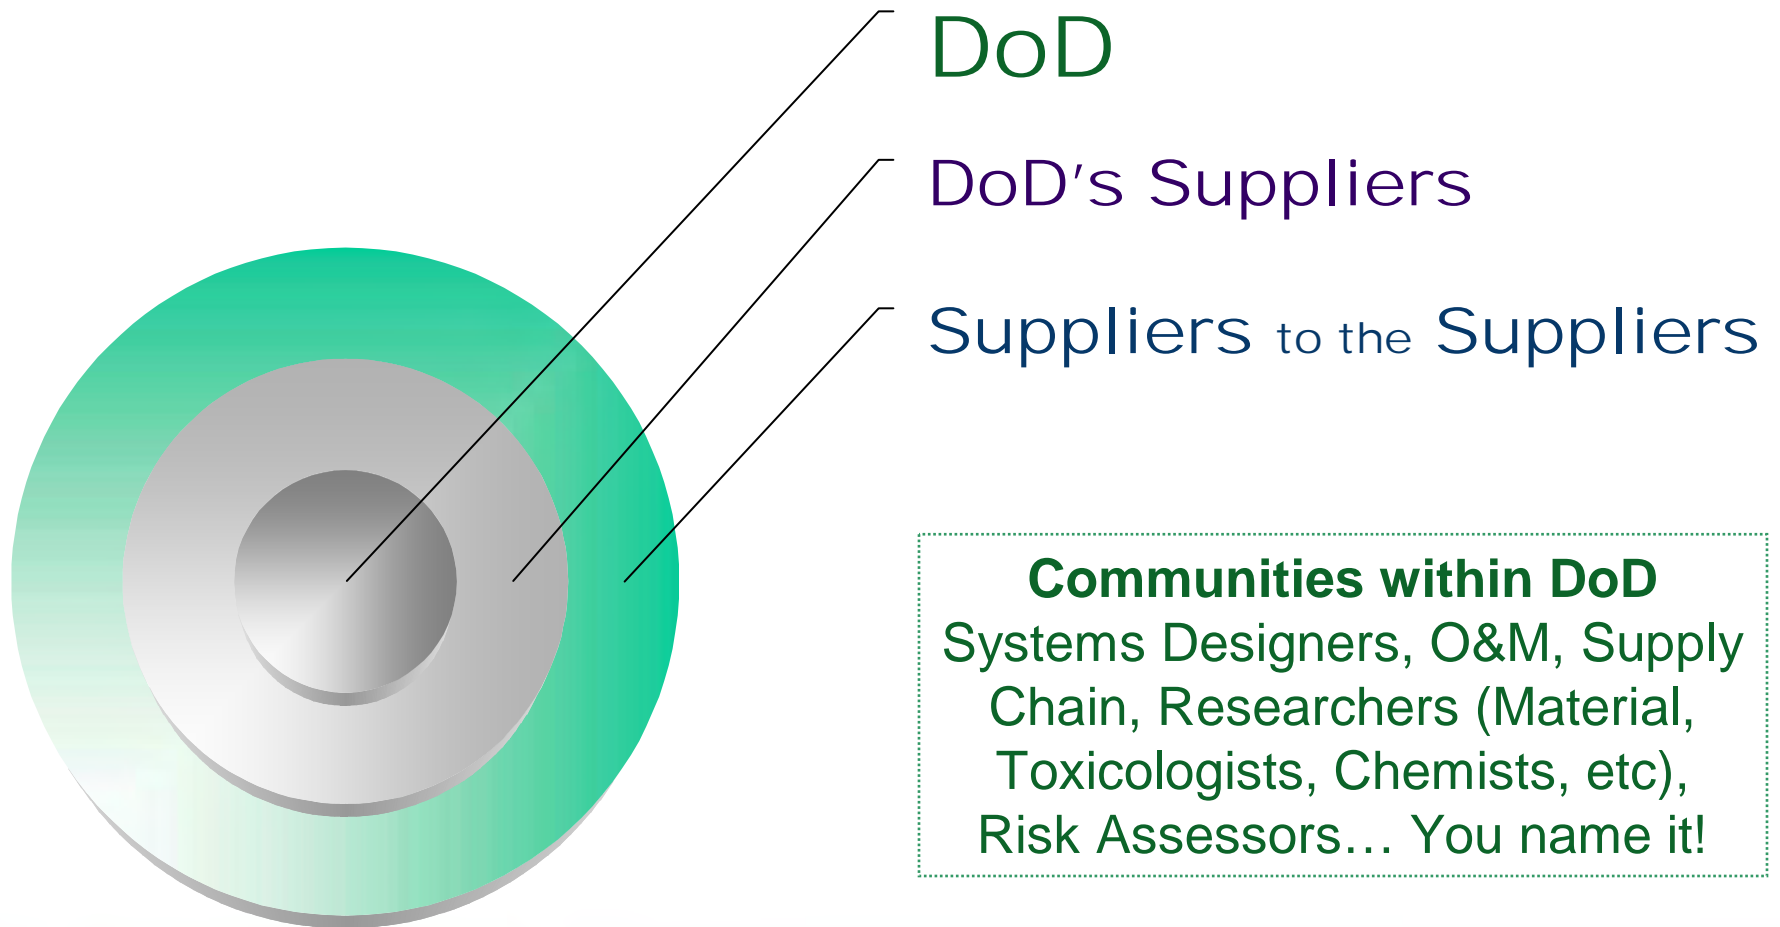 DoD
DoD's Suppliers
Suppliers to the Suppliers
Communities within DoD
Systems Designers, O&M, Supply
Chain, Researchers (Material,
Toxicologists, Chemists, etc),
Risk Assessors… You name it!